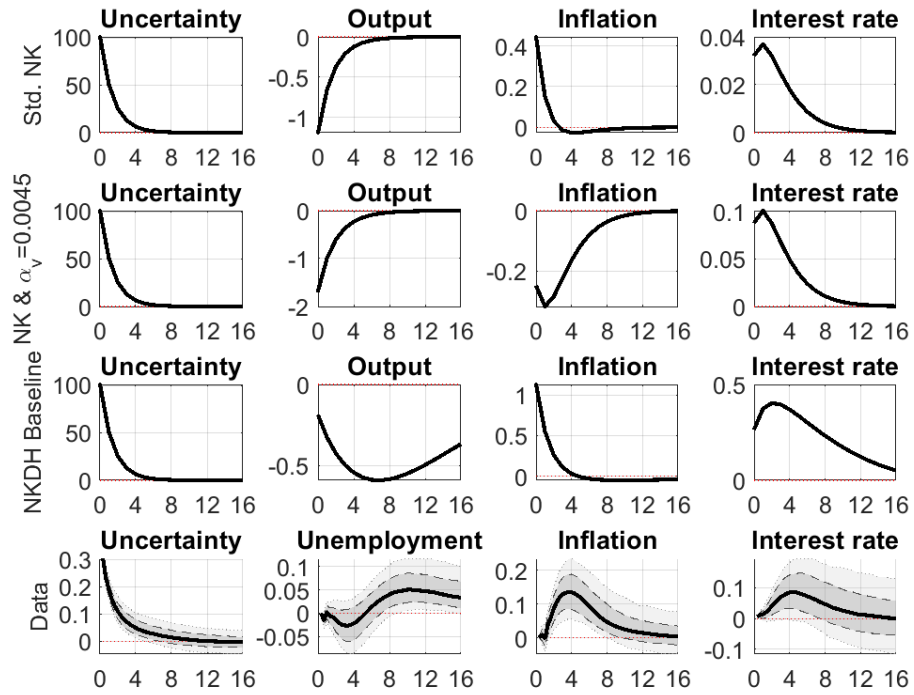 Uncertainty Output Inflation Interest rate
Std. NK
100
50
0
0 4 8 12 16
0
-0.5
-1
0 4 8 12 16
0.4
0.2
0
0 4 8 12 16
0.04
0.02
0
0 4 8 12 16
Uncertainty Output Inflation Interest rate
NK & αv=0.0045
100
50
0
0 4 8 12 16
0
-1
-2
0 4 8 12 16
0
-0.2
0 4 8 12 16
0.1
0.05
0
0 4 8 12 16
Uncertainty Output Inflation Interest rate
NKDH Baseline
100
50
0
0 4 8 12 16
0
-0.5
0 4 8 12 16
1
0.5
0
0 4 8 12 16
0.5
0
0 4 8 12 16
Uncertainty Unemployment Inflation Interest rate
Data
0.3
0.2
0.1
0
0 4 8 12 16
0.1
0.05
0
-0.05
0 4 8 12 16
0.2
0.1
0
0 4 8 12 16
0.1
0
-0.1
0 4 8 12 16